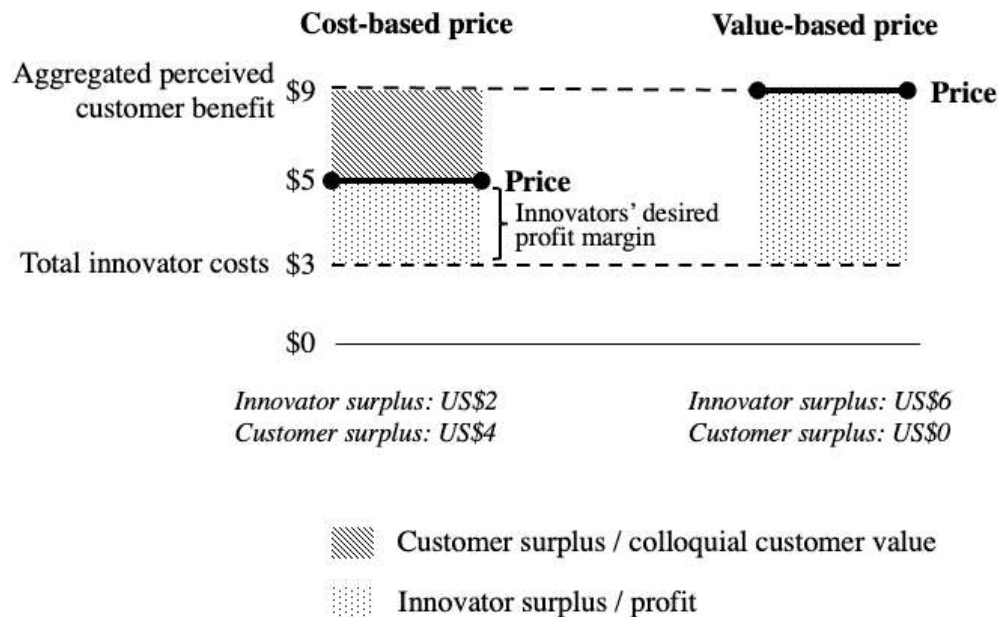 Cost-based price
Value-based price
Aggregated perceived
customer benefit
$9
Price
$5
Price
Innovators' desired
profit margin
Total innovator costs
$3
$0
Innovator surplus: US$2
Customer surplus: US$4
Innovator surplus: US$6
Customer surplus: US$0
Customer surplus / colloquial customer value
Innovator surplus / profit